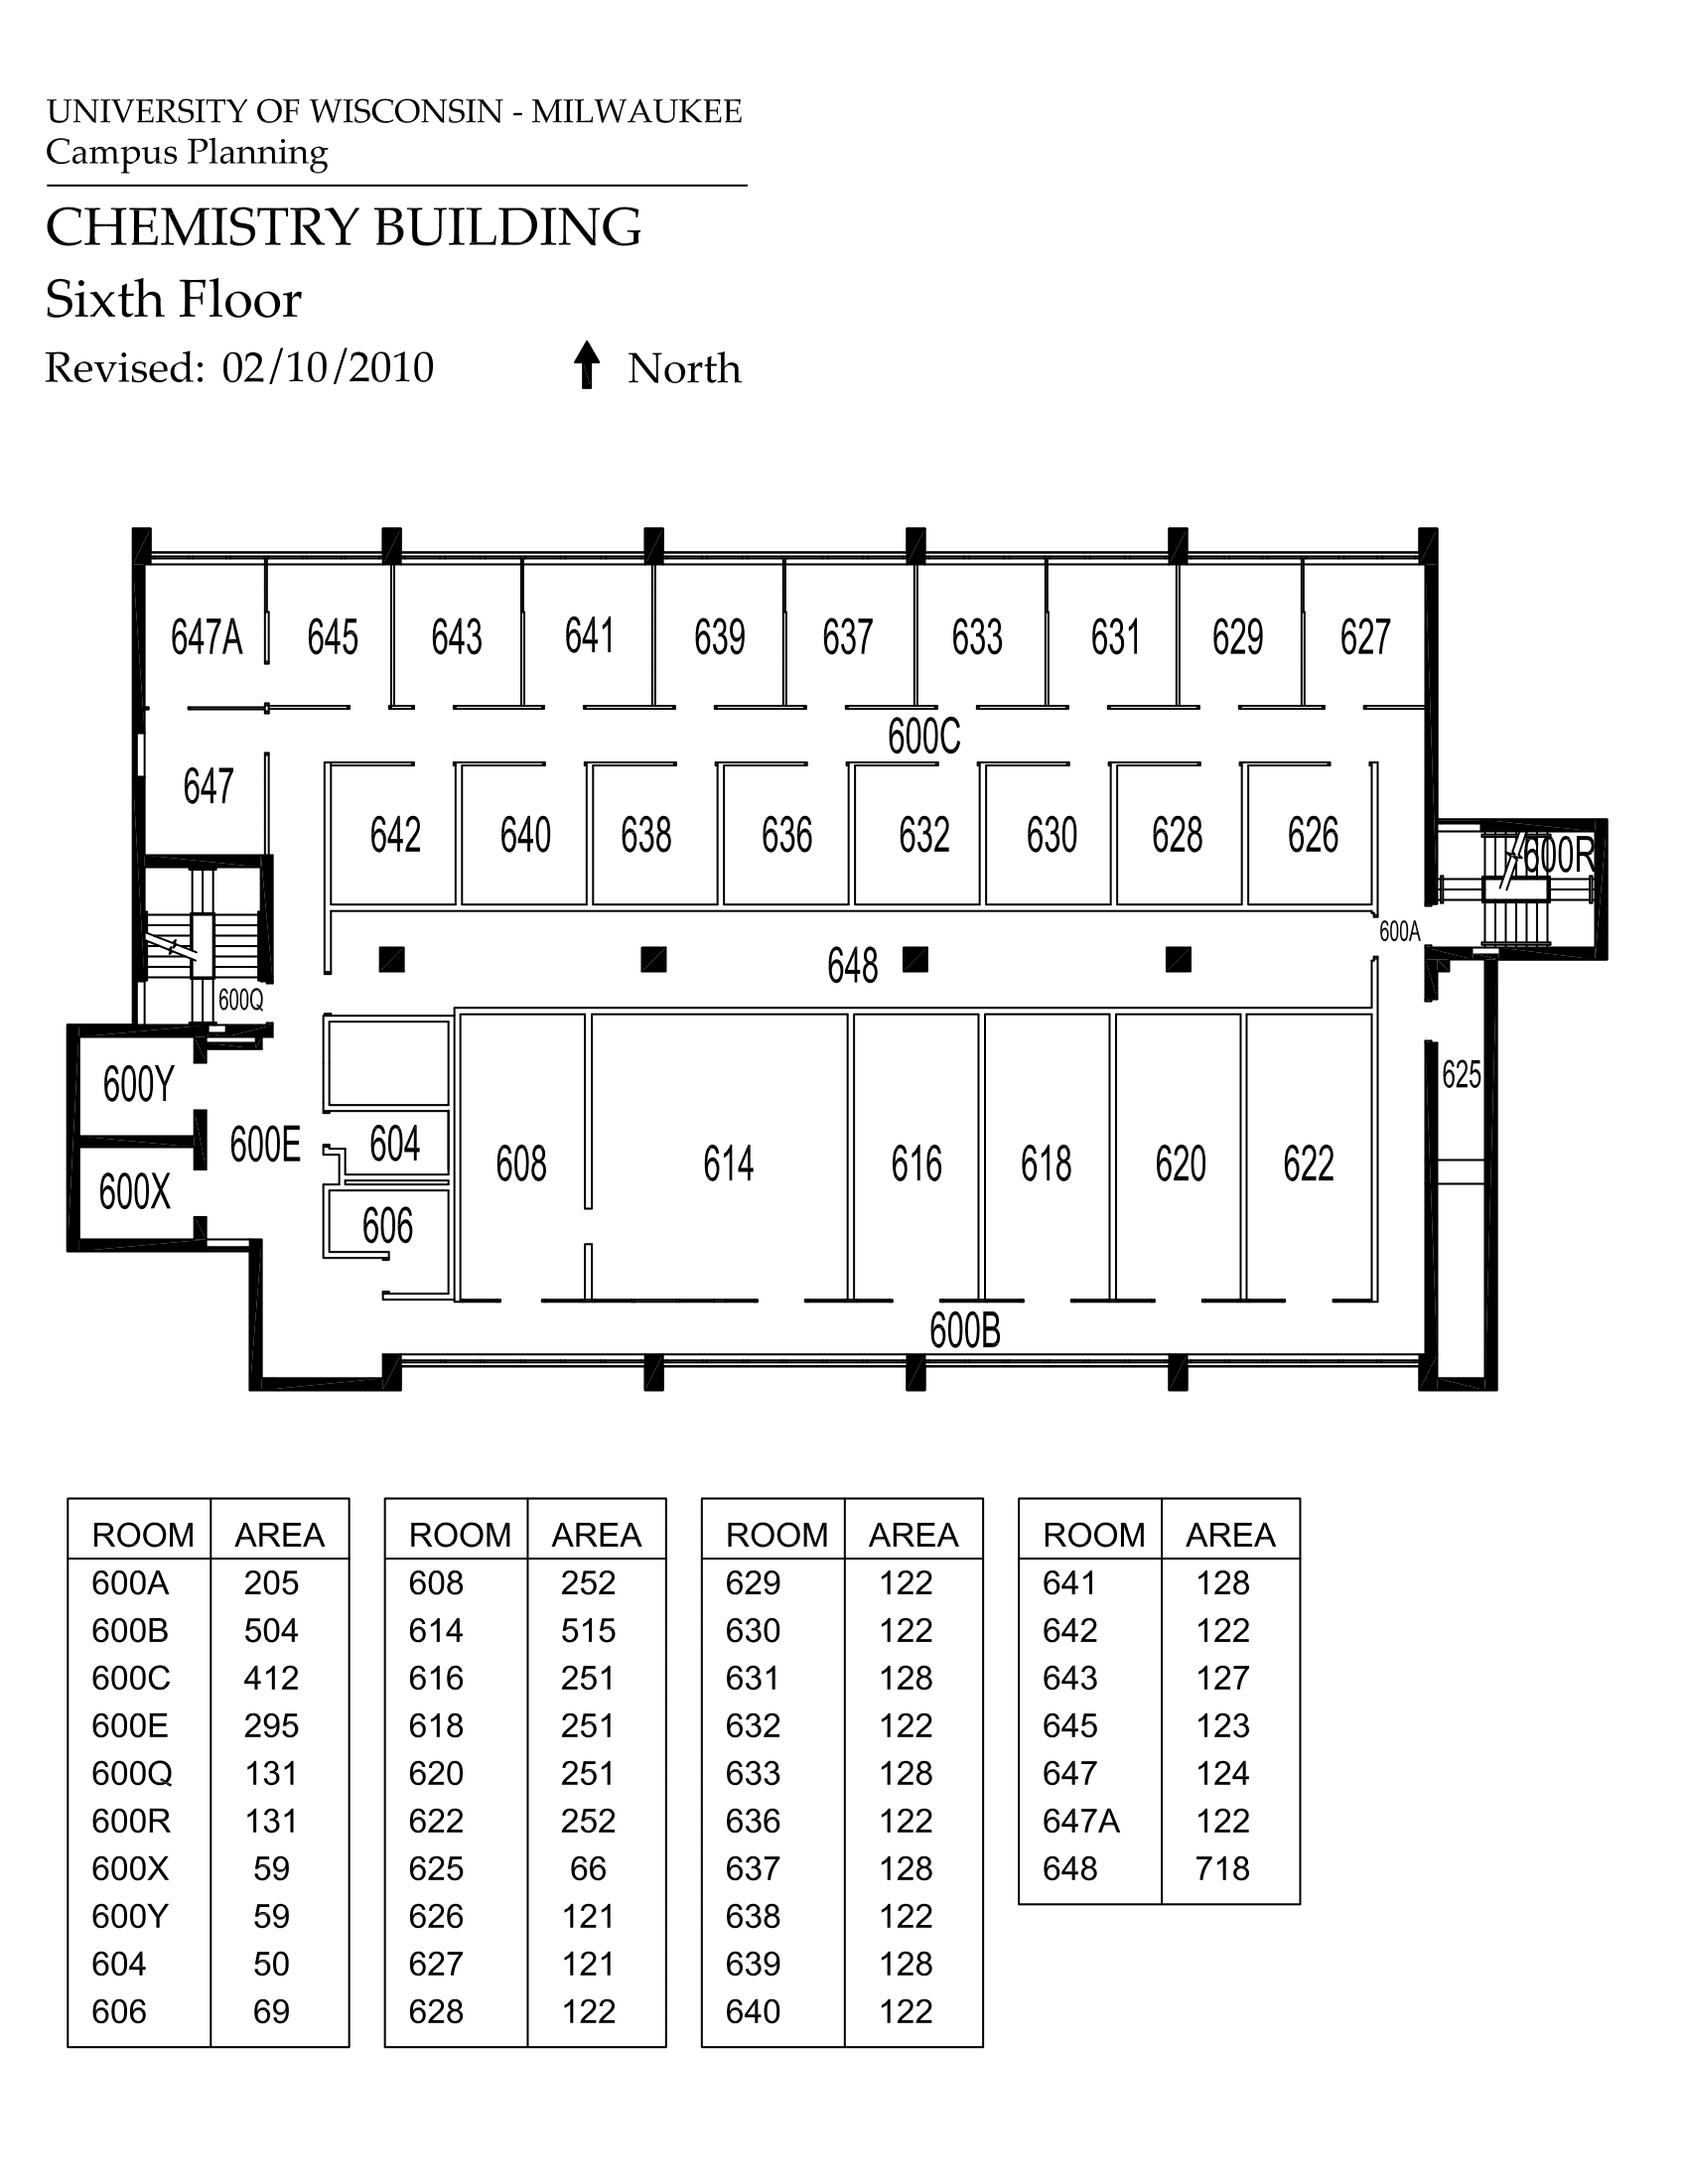 UNIVERSITY OF WISCONSIN - MILWAUKEE
Campus Planning
CHEMISTRY BUILDING
Sixth Floor
Revised: 02/10/2010 North
647A 645 643 641 639 637 633 631 629 627
600C
647
642 640 638 636 632 630 628 626
600R
600A
648
600Q
600Y
625
600E 604
608 614 616 618 620 622
600X
606
600B
ROOM AREA ROOM AREA ROOM AREA ROOM AREA
600A 205 608 252 629 122 641 128
600B 504 614 515 630 122 642 122
600C 412 616 251 631 128 643 127
600E 295 618 251 632 122 645 123
600Q 131 620 251 633 128 647 124
600R 131 622 252 636 122 647A 122
600X 59 625 66 637 128 648 718
600Y 59 626 121 638 122
604 50 627 121 639 128
606 69 628 122 640 122